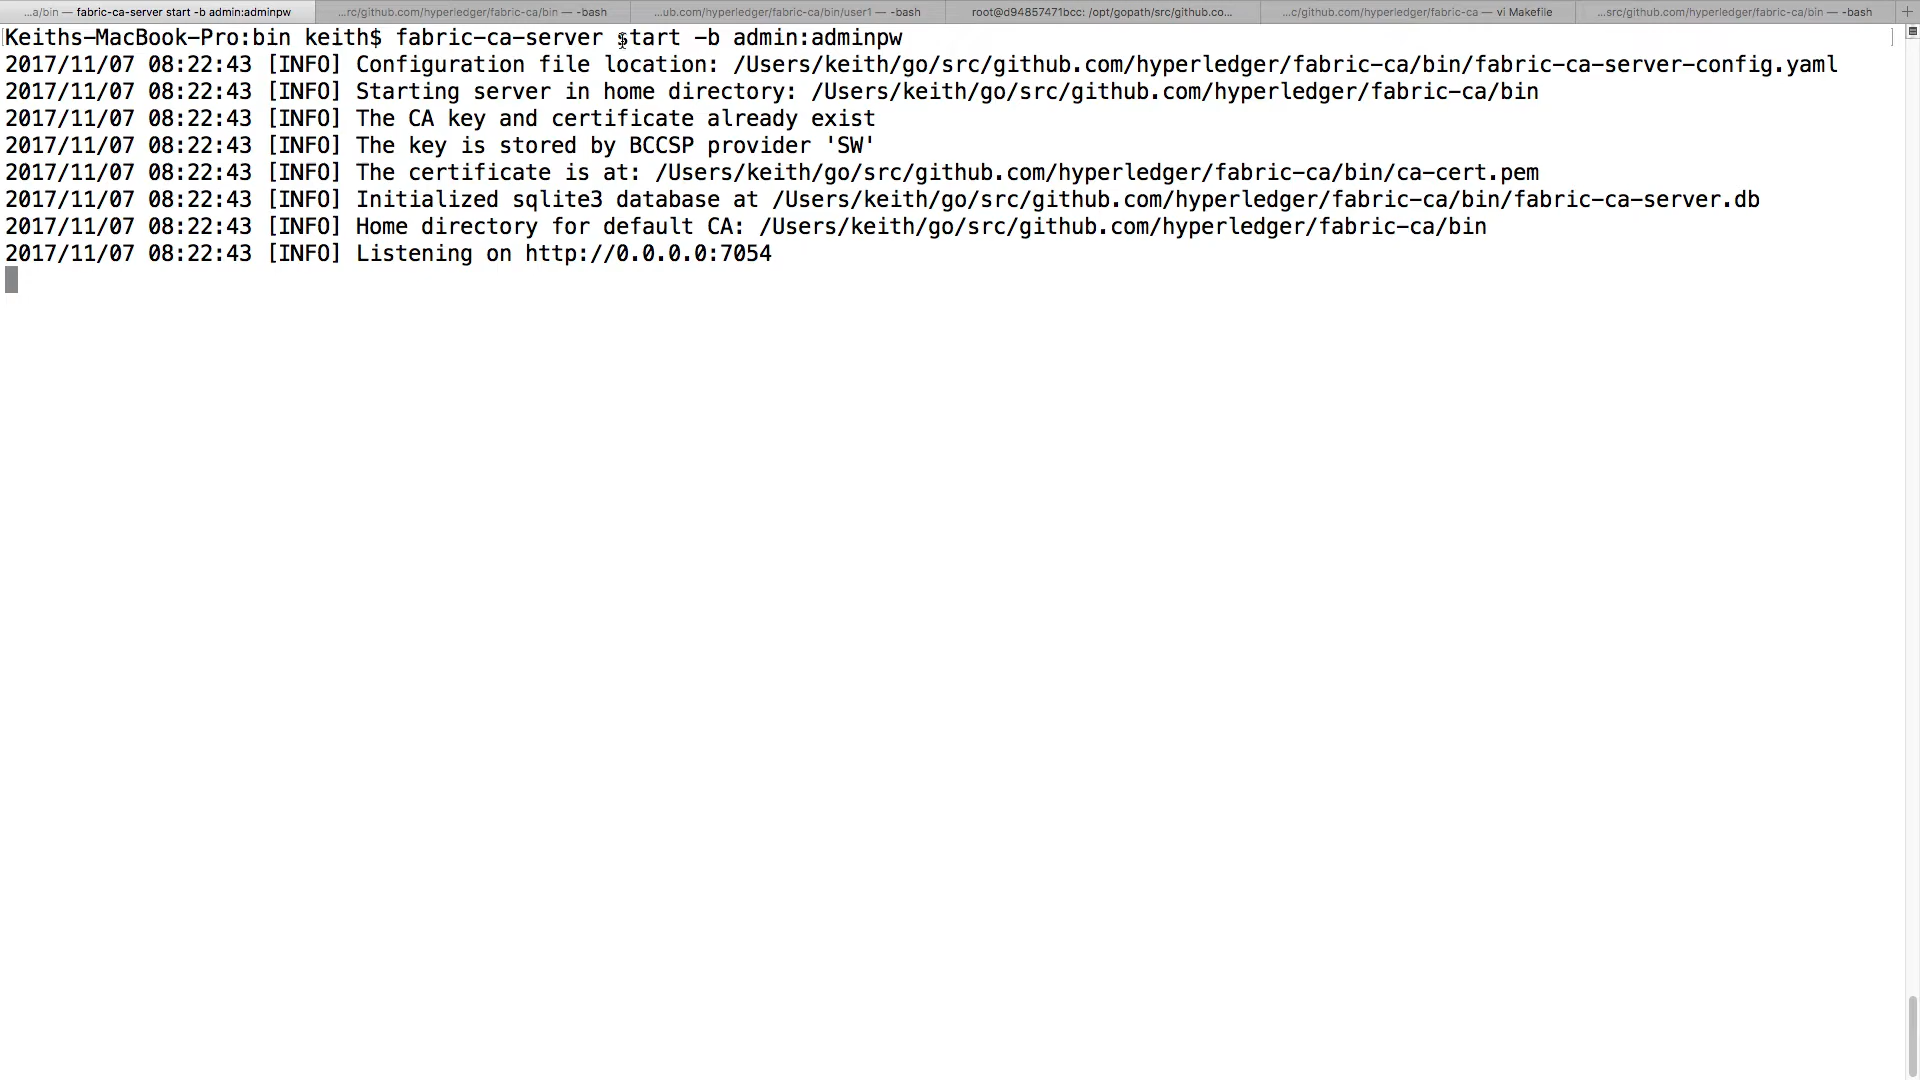 ...a/bin — fabric-ca-server start -b admin:adminpw
...rc/github.com/hyperledger/fabric-ca/bin — -bash
...ub.com/hyperledger/fabric-ca/bin/user1 — -bash
root@d94857471bcc: /opt/gopath/src/github.co...
...c/github.com/hyperledger/fabric-ca — vi Makefile
...src/github.com/hyperledger/fabric-ca/bin — -bash
Keiths-MacBook-Pro:bin keith$ fabric-ca-server start -b admin:adminpw
2017/11/07 08:22:43 [INFO] Configuration file location: /Users/keith/go/src/github.com/hyperledger/fabric-ca/bin/fabric-ca-server-config.yaml
2017/11/07 08:22:43 [INFO] Starting server in home directory: /Users/keith/go/src/github.com/hyperledger/fabric-ca/bin
2017/11/07 08:22:43 [INFO] The CA key and certificate already exist
2017/11/07 08:22:43 [INFO] The key is stored by BCCSP provider 'SW'
2017/11/07 08:22:43 [INFO] The certificate is at: /Users/keith/go/src/github.com/hyperledger/fabric-ca/bin/ca-cert.pem
2017/11/07 08:22:43 [INFO] Initialized sqlite3 database at /Users/keith/go/src/github.com/hyperledger/fabric-ca/bin/fabric-ca-server.db
2017/11/07 08:22:43 [INFO] Home directory for default CA: /Users/keith/go/src/github.com/hyperledger/fabric-ca/bin
2017/11/07 08:22:43 [INFO] Listening on http://0.0.0.0:7054